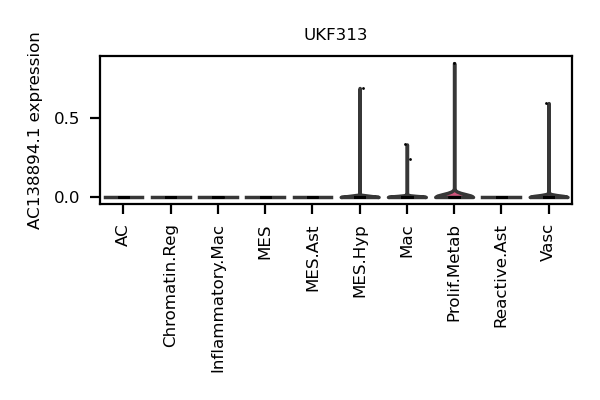 UKF313
AC138894.1 expression
0.5
0.0
AC
Chromatin.Reg
Inflammatory.Mac
MES
MES.Ast
MES.Hyp
Mac
Prolif.Metab
Reactive.Ast
Vasc